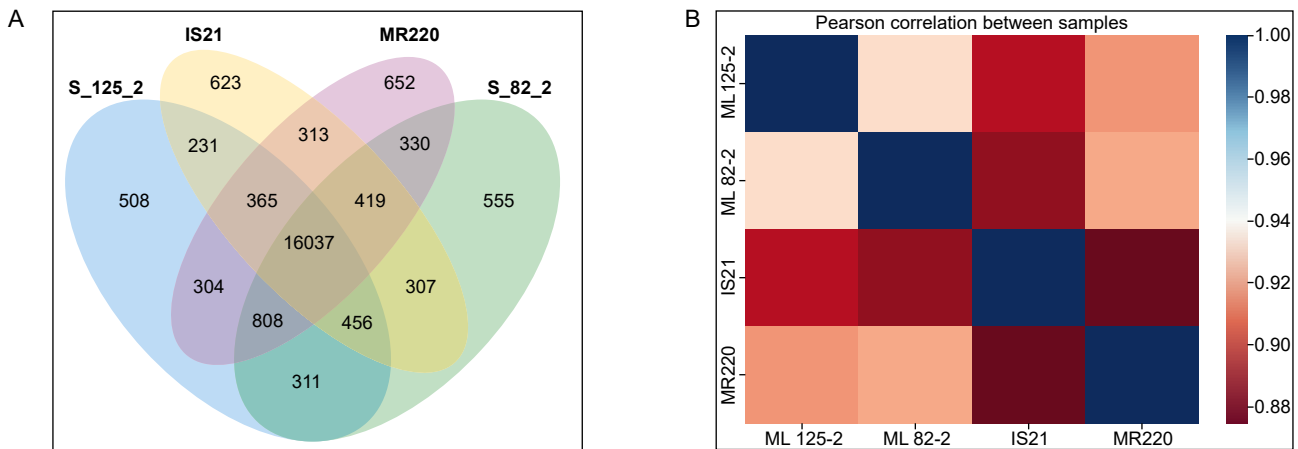 A
IS21 MR220
S_125_2 S_82_2
623 652
231 313 330
508 365 419 555
16037
304 307
808 456
311
B
Pearson correlation between samples
ML 125-2
ML 82-2
IS21
MR220
ML 125-2 ML 82-2 IS21 MR220
1.00
0.98
0.96
0.94
0.92
0.90
0.88